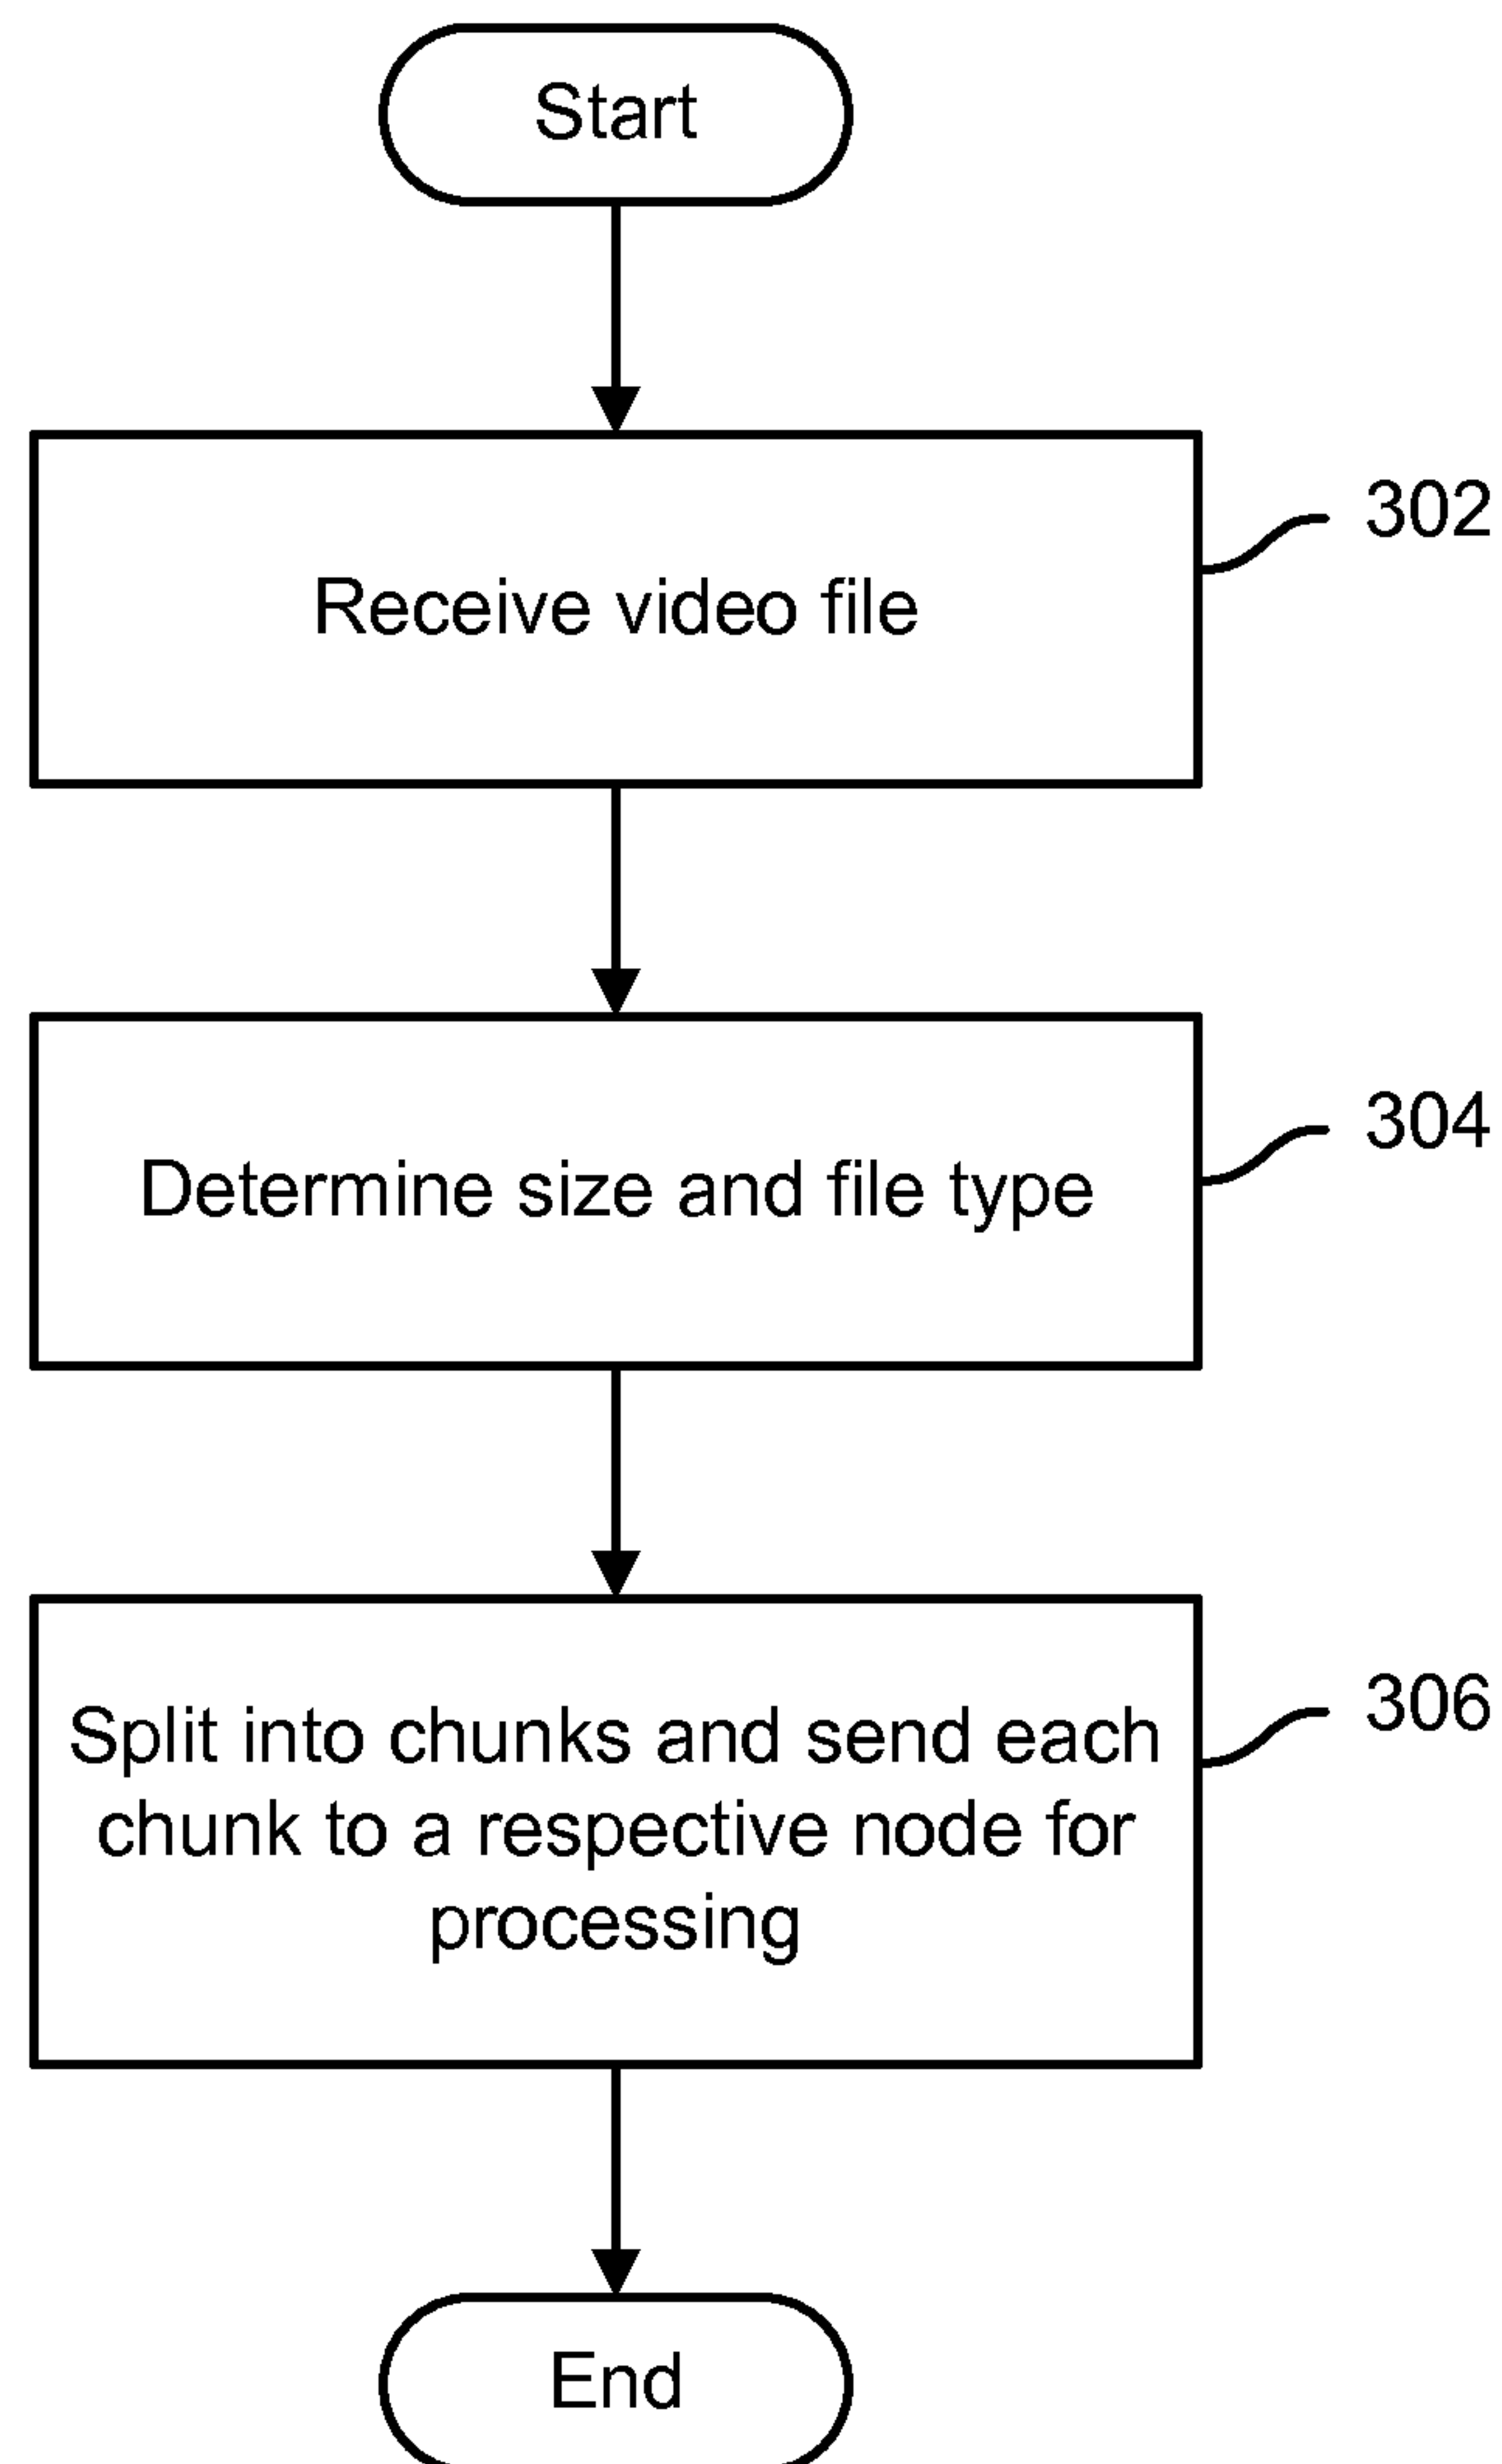 Start
Receive video file
302
Determine size and file type
304
Split into chunks and send each
chunk to a respective node for
processing
306
End